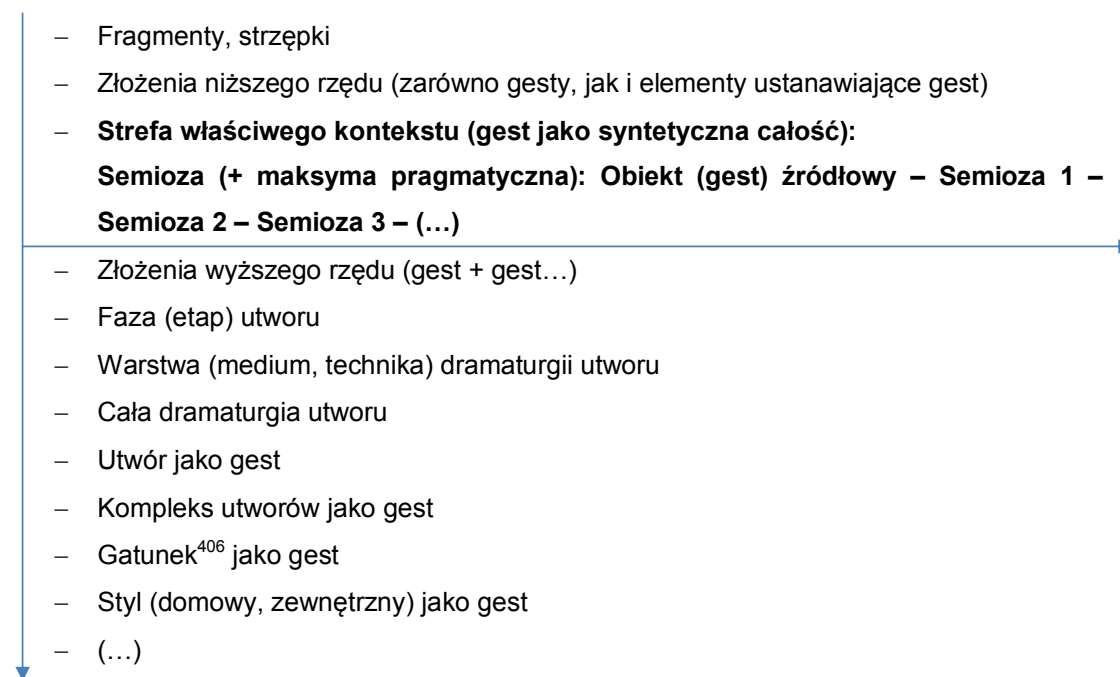 – Fragmenty, strzępki
– Złożenia niższego rzędu (zarówno gesty, jak i elementy ustanawiające gest)
– Strefa właściwego kontekstu (gest jako syntetyczna całość):
Semioza (+ maksyma pragmatyczna): Obiekt (gest) źródłowy – Semioza 1 –
Semioza 2 – Semioza 3 – (…)
– Złożenia wyższego rzędu (gest + gest…)
– Faza (etap) utworu
– Warstwa (medium, technika) dramaturgii utworu
– Cała dramaturgia utworu
– Utwór jako gest
– Kompleks utworów jako gest
– Gatunek406 jako gest
– Styl (domowy, zewnętrzny) jako gest
– (…)